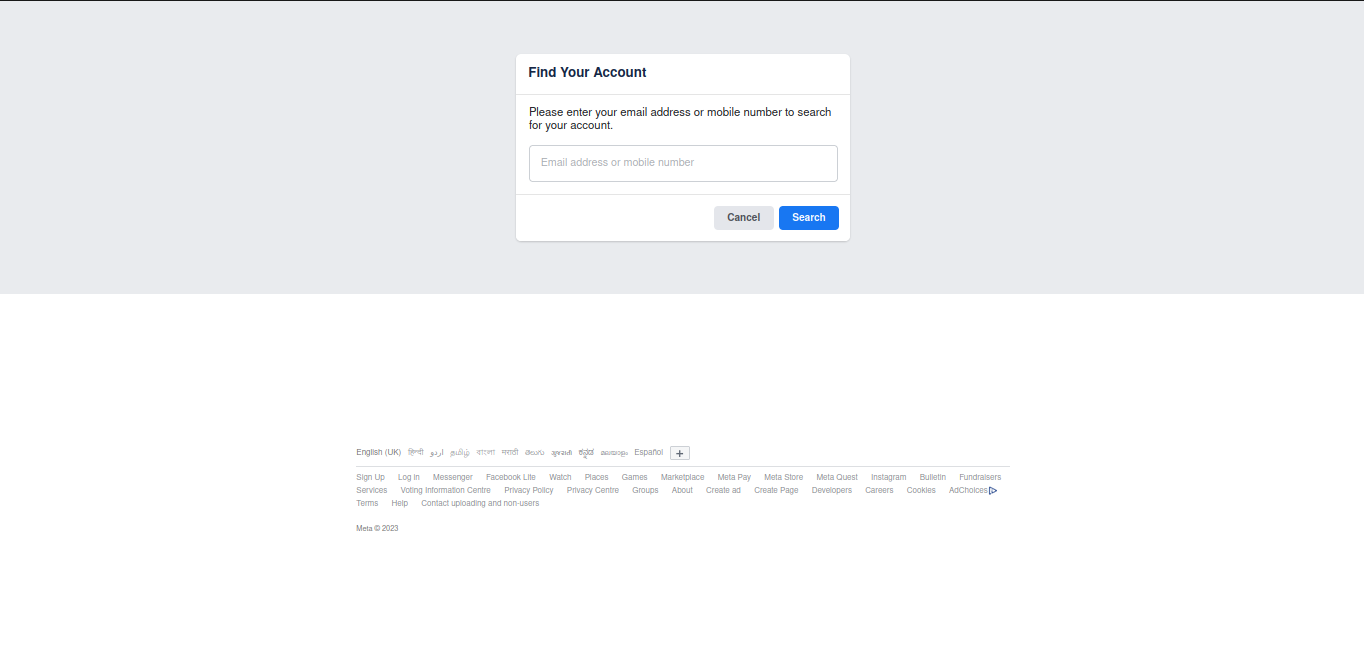 Find Your Account
Please enter your email address or mobile number to search
for your account.
Email address or mobile number
Cancel Search
English (UK) हिन्दी اردو தமிழ் বাংলা मराठी తెలుగు ગુજરાતી ಕನ್ನಡ മലയാളം Español +
Sign Up Log in Messenger Facebook Lite Watch Places Games Marketplace Meta Pay Meta Store Meta Quest Instagram Bulletin Fundraisers
Services Voting Information Centre Privacy Policy Privacy Centre Groups About Create ad Create Page Developers Careers Cookies AdChoices
Terms Help Contact uploading and non-users
Meta © 2023